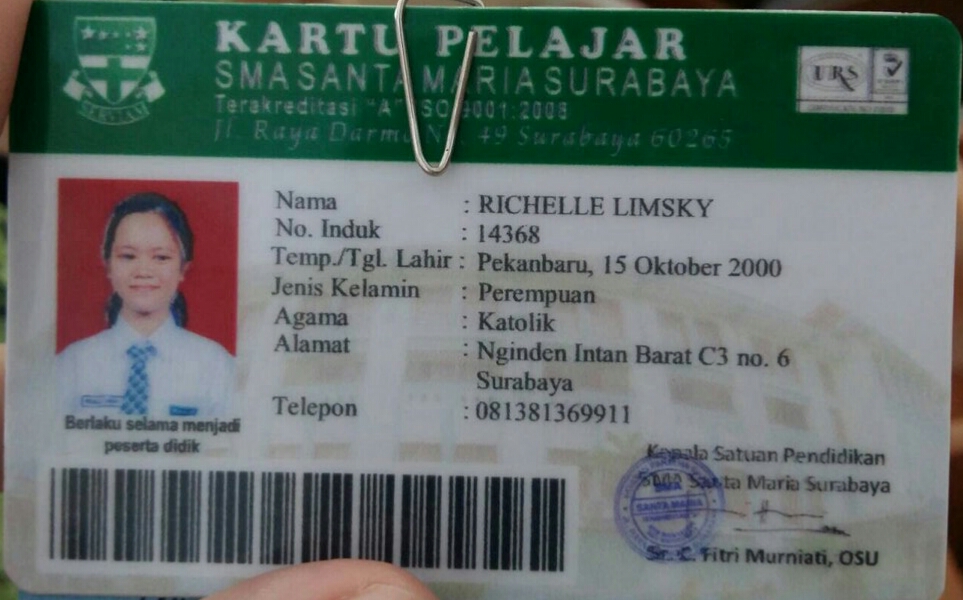 KARTU PELAJAR
SMA SANTA MARIA SURABAYA
Terakreditasi "A" ISO 9001:2008
Jl. Raya Darmo No. 49 Surabaya 60265
URS
SERVIAM
Nama : RICHELLE LIMSKY
No. Induk : 14368
Temp./Tgl. Lahir : Pekanbaru, 15 Oktober 2000
Jenis Kelamin : Perempuan
Agama : Katolik
Alamat : Nginden Intan Barat C3 no. 6
Surabaya
Telepon : 081381369911
Berlaku selama menjadi
peserta didik
Kepala Satuan Pendidikan
SMA Santa Maria Surabaya
SANTA MARIA
Sr. C. Fitri Murniati, OSU